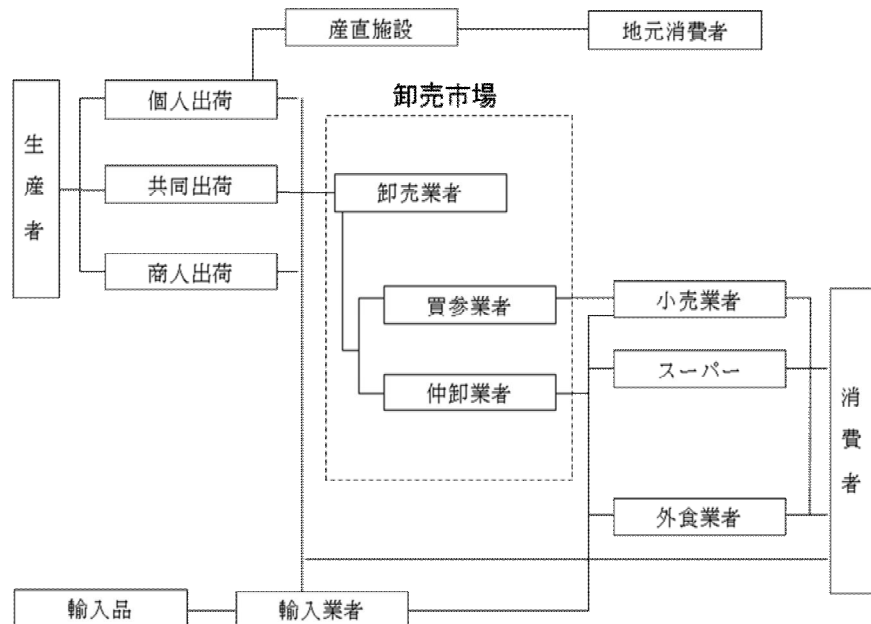 産直施設
地元消費者
個人出荷
卸売市場
生産者
共同出荷
卸売業者
商人出荷
買参業者
小売業者
スーパー
仲卸業者
消費者
外食業者
輸入品
輸入業者